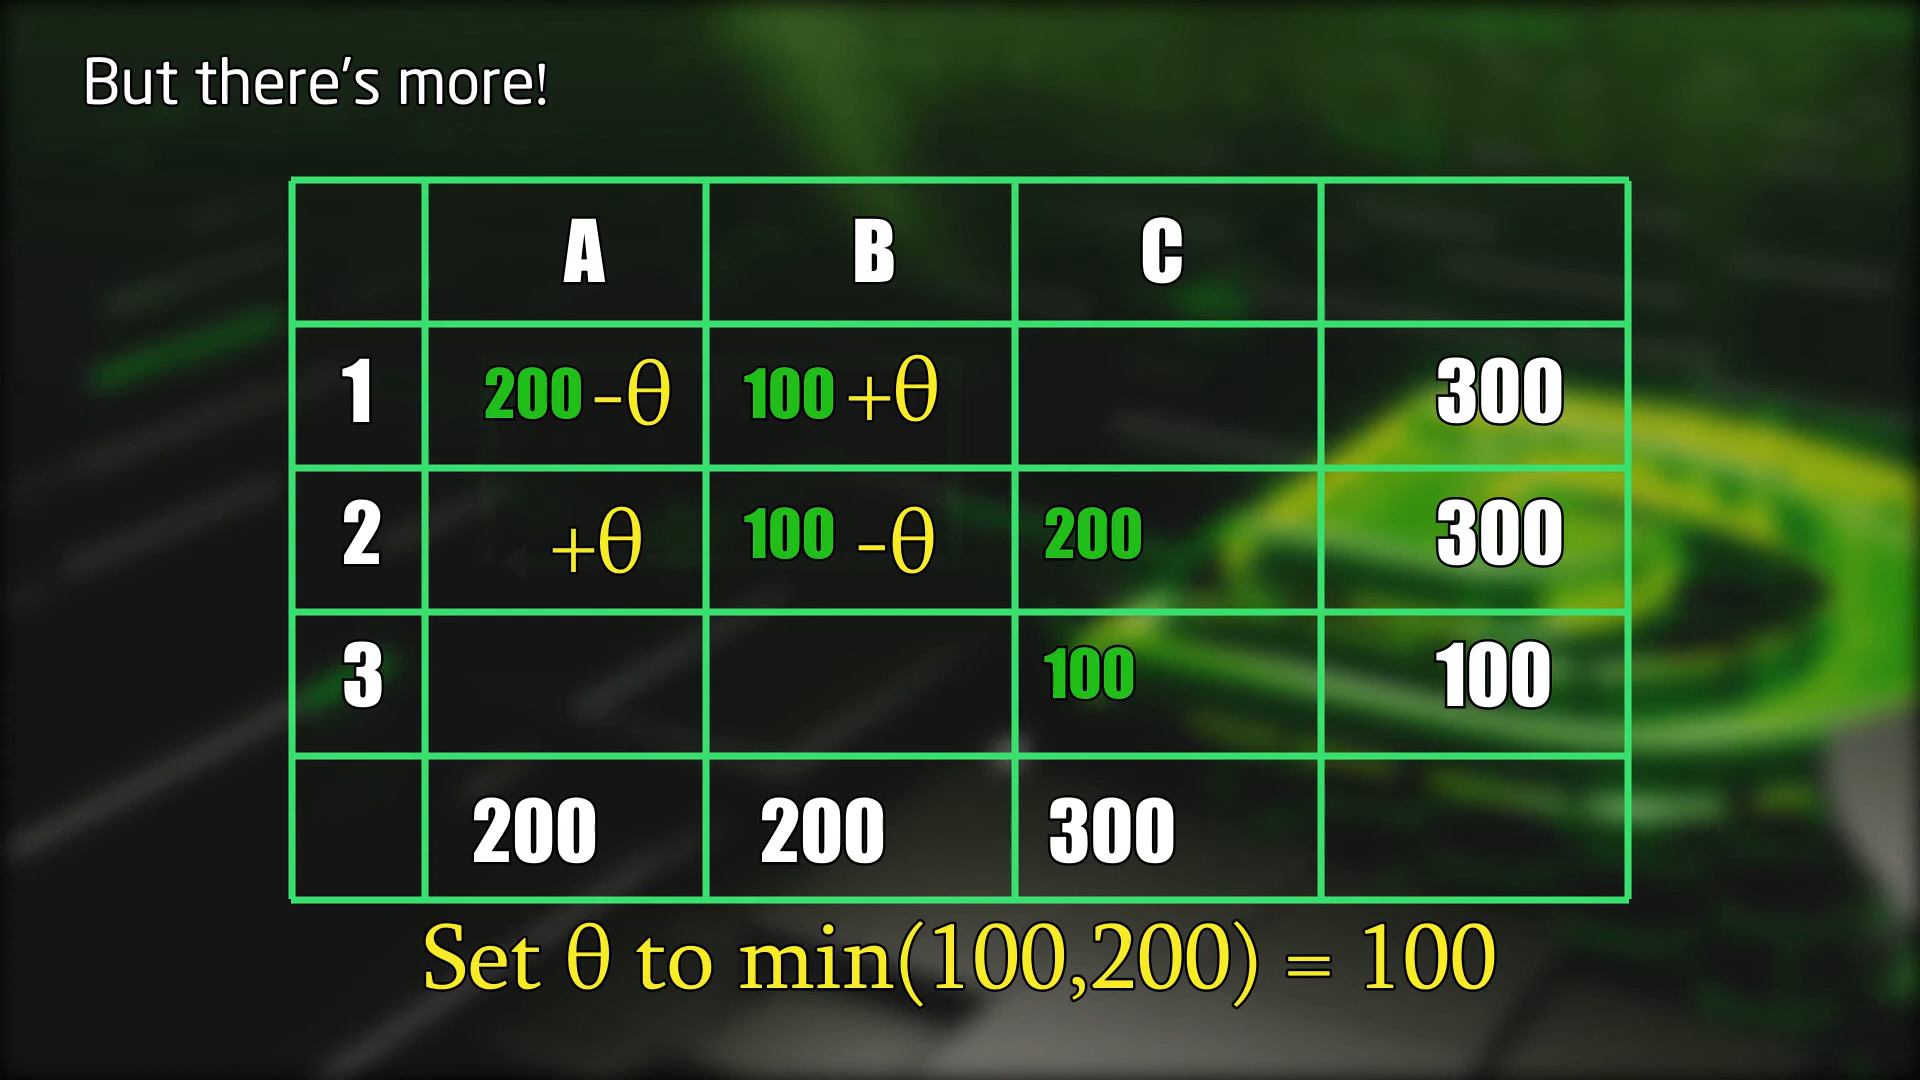 But there's more!
A B C
1 200 -θ 100 +θ 300
2 +θ 100 -θ 200 300
3 100 100
200 200 300
Set θ to min(100,200) = 100